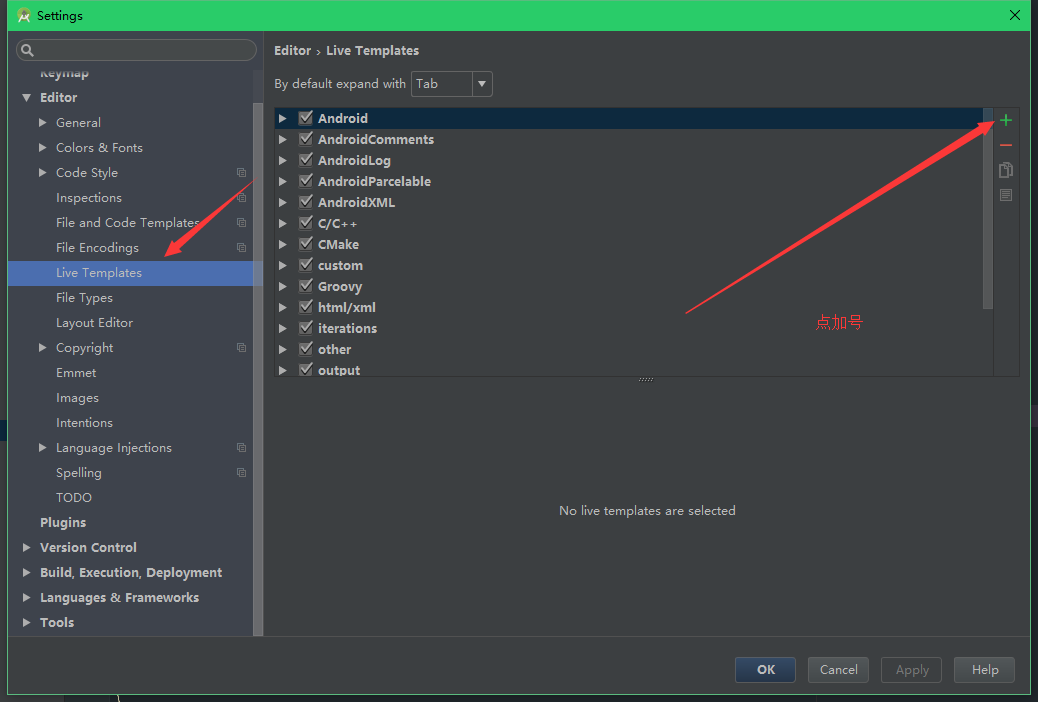 Settings
Keymap
Editor
General
Colors & Fonts
Code Style
Inspections
File and Code Templates
File Encodings
Live Templates
File Types
Layout Editor
Copyright
Emmet
Images
Intentions
Language Injections
Spelling
TODO
Plugins
Version Control
Build, Execution, Deployment
Languages & Frameworks
Tools
Editor › Live Templates
By default expand with Tab
Android
AndroidComments
AndroidLog
AndroidParcelable
AndroidXML
C/C++
CMake
custom
Groovy
html/xml
iterations
other
output
点加号
No live templates are selected
OK Cancel Apply Help